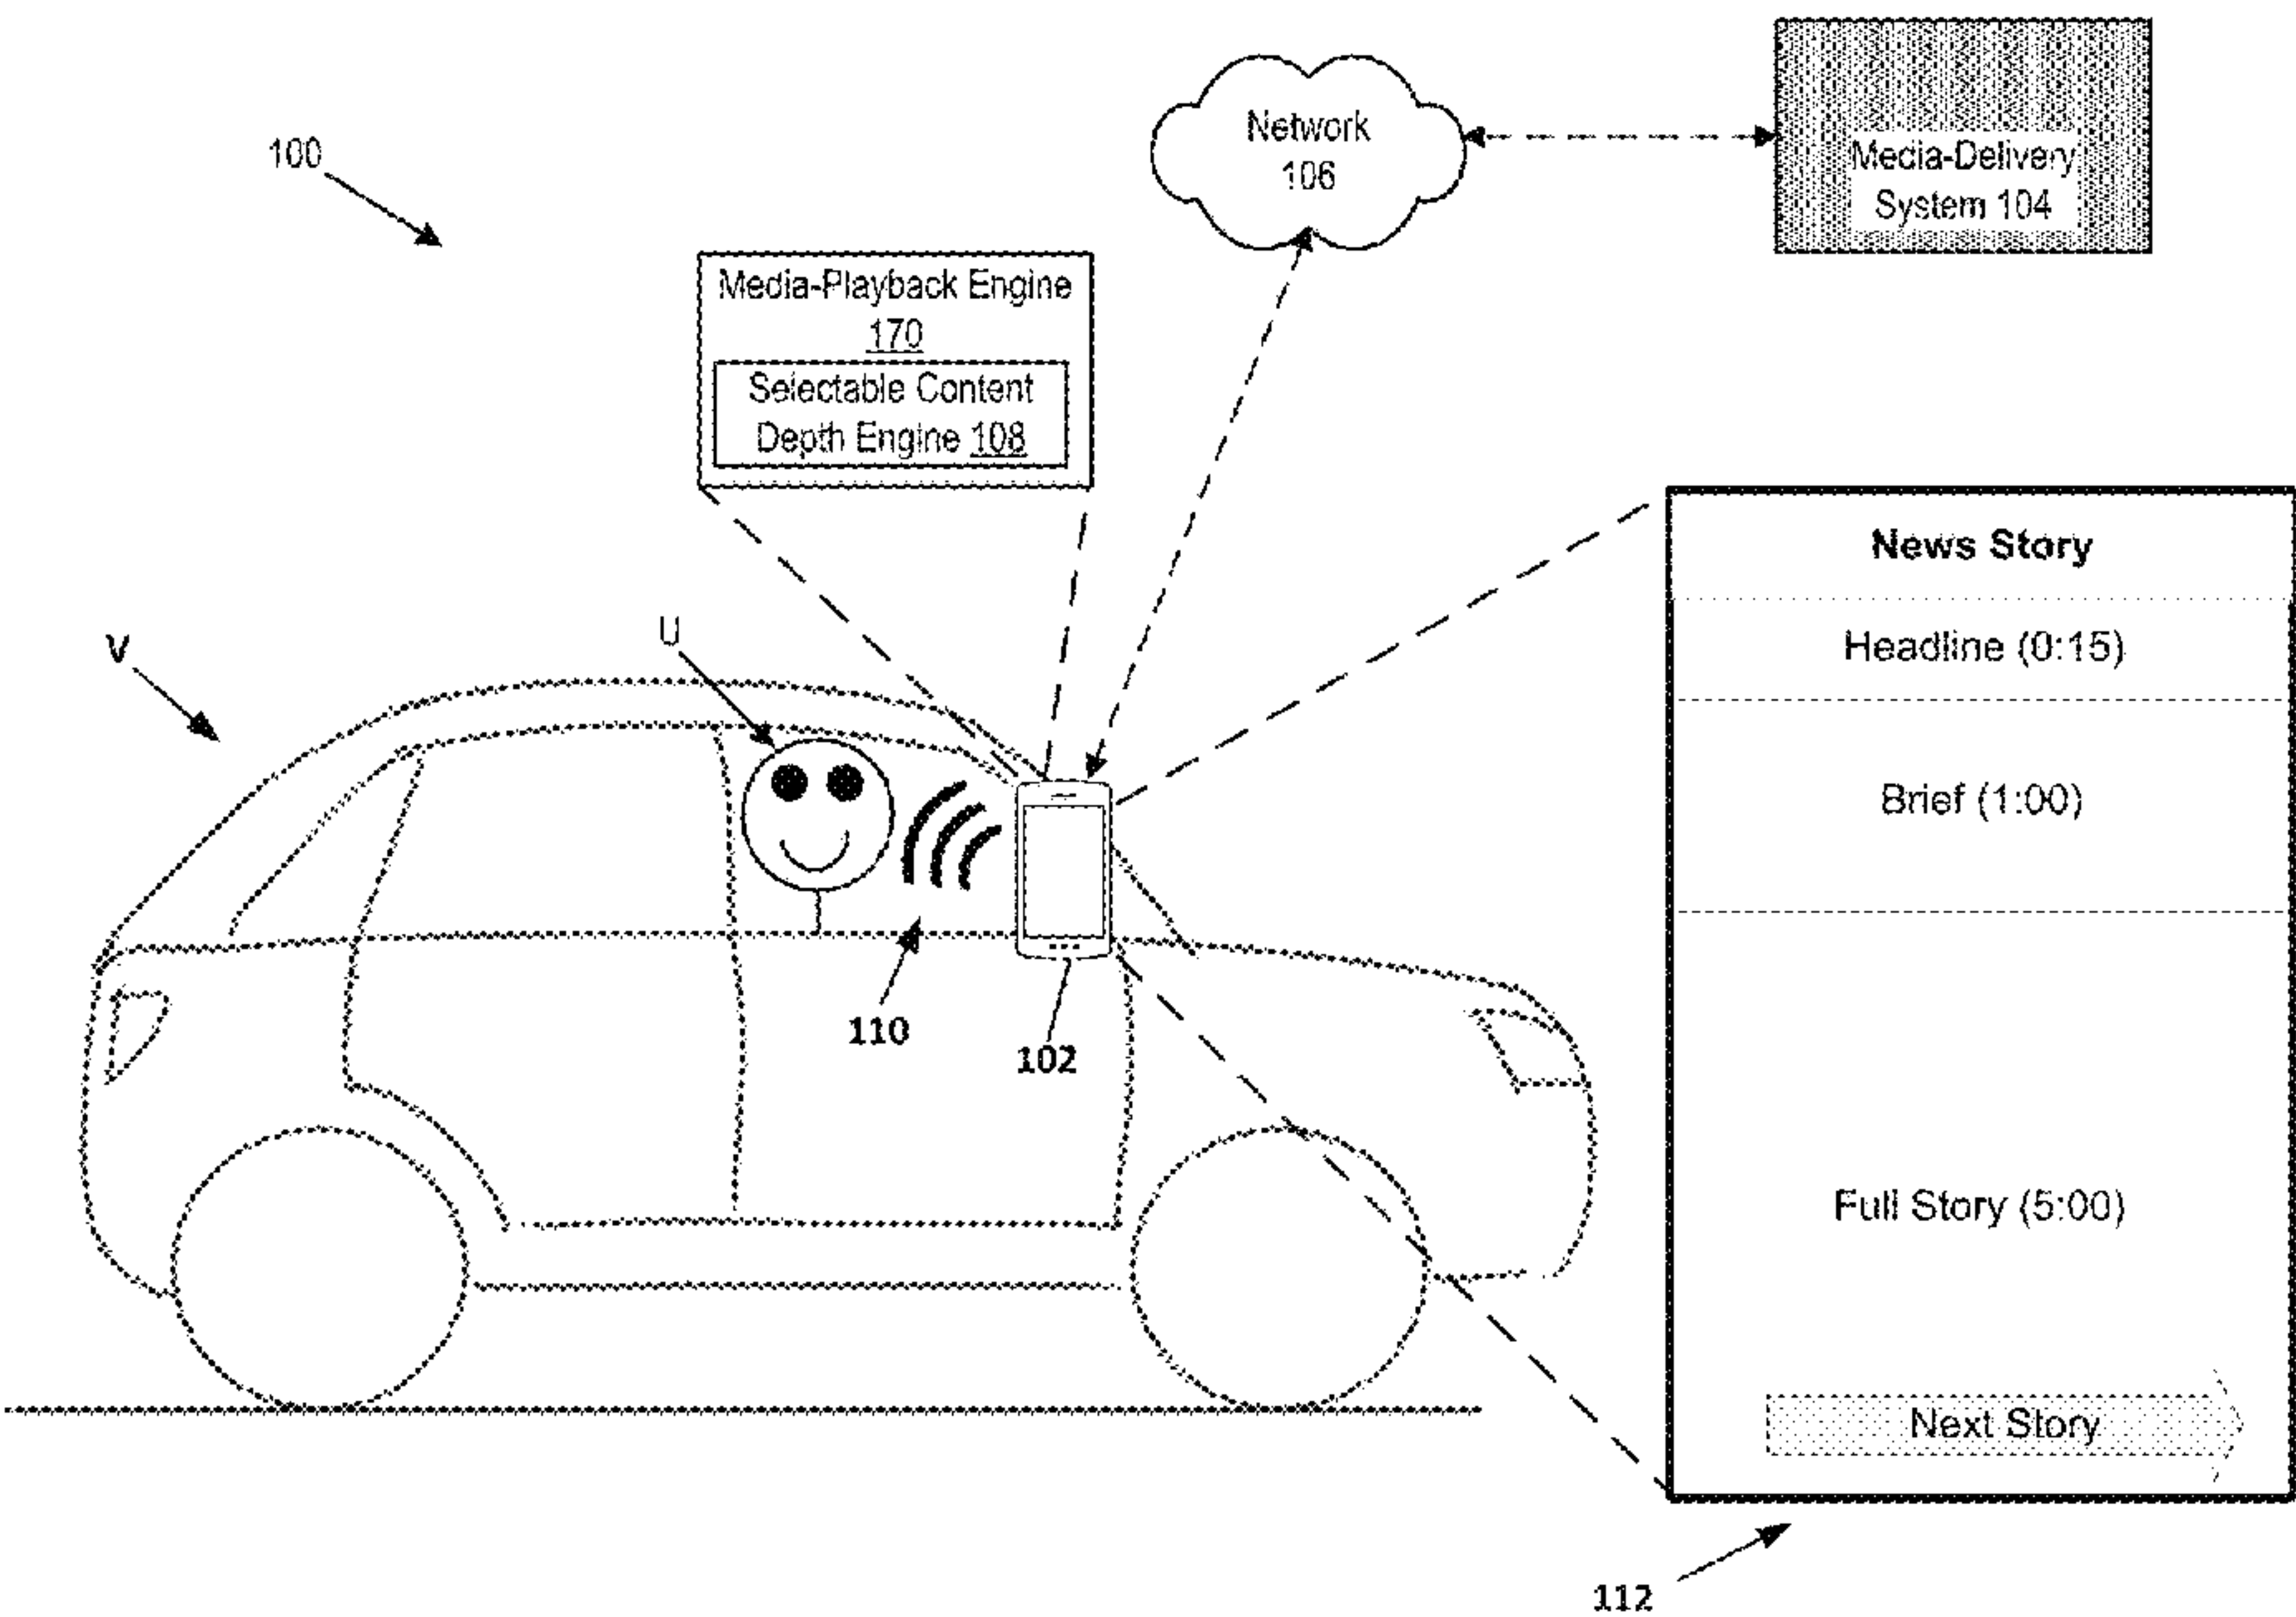 100
Network
106
Media-Delivery
System 104
Media-Playback Engine
170
Selectable Content
Depth Engine 108
V
U
110
102
News Story
Headline (0:15)
Brief (1:00)
Full Story (5:00)
Next Story
112